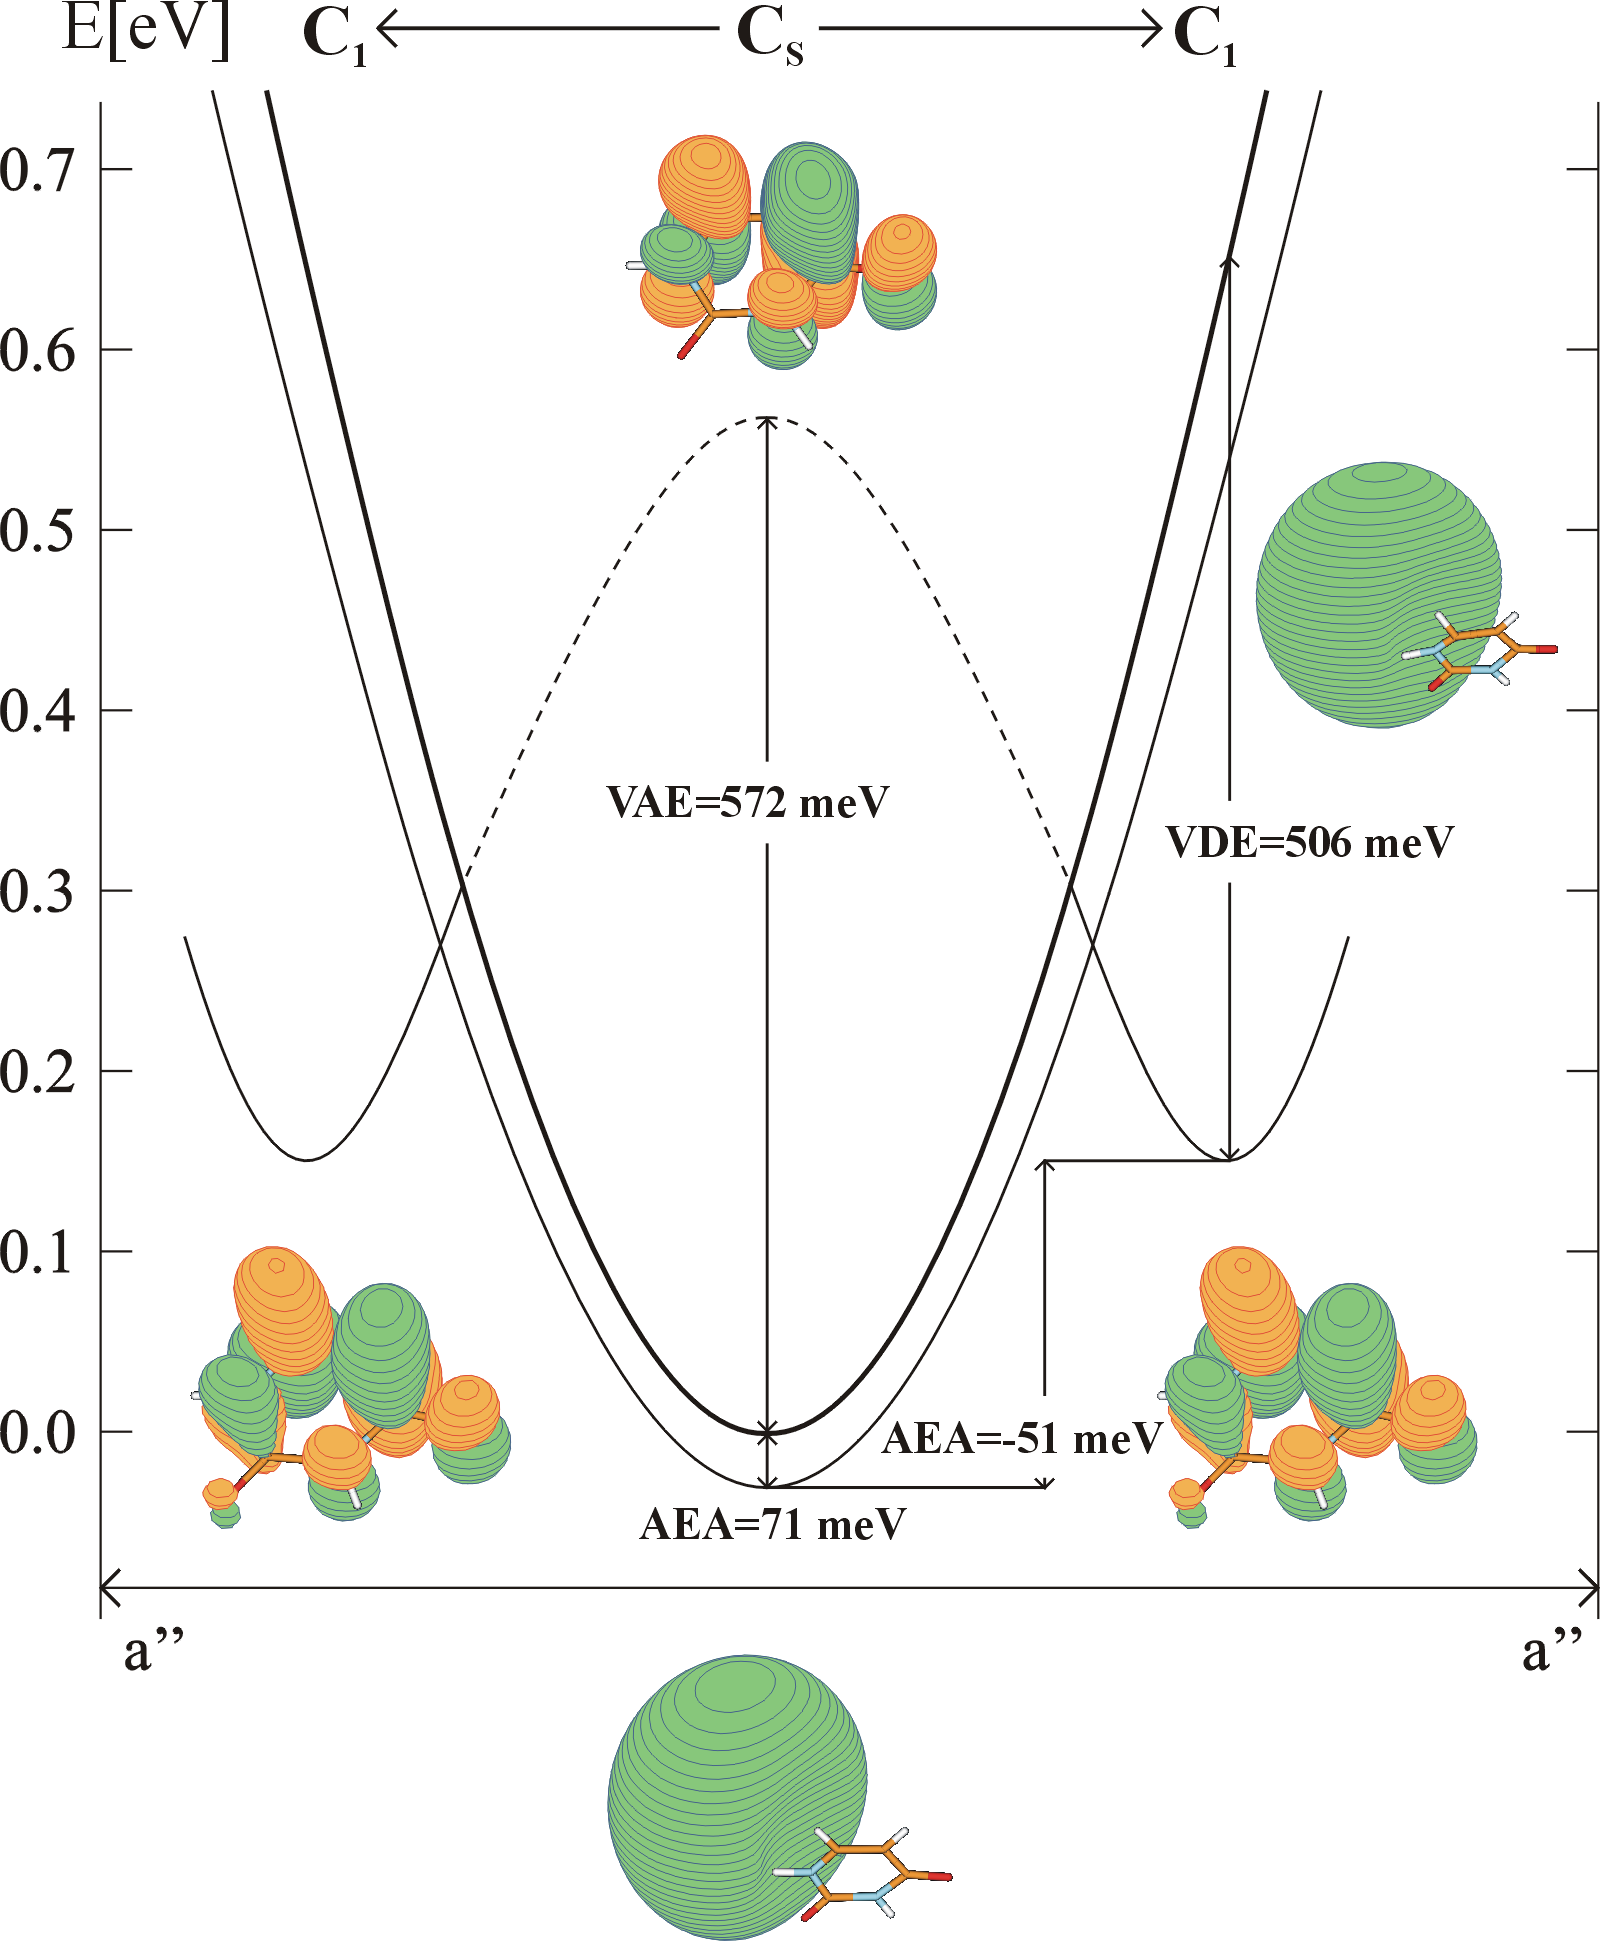 E[eV] C₁ Cₛ C₁
0.7
0.6
0.5
0.4
VAE=572 meV
VDE=506 meV
0.3
0.2
0.1
0.0
AEA=-51 meV
AEA=71 meV
a’’ a’’